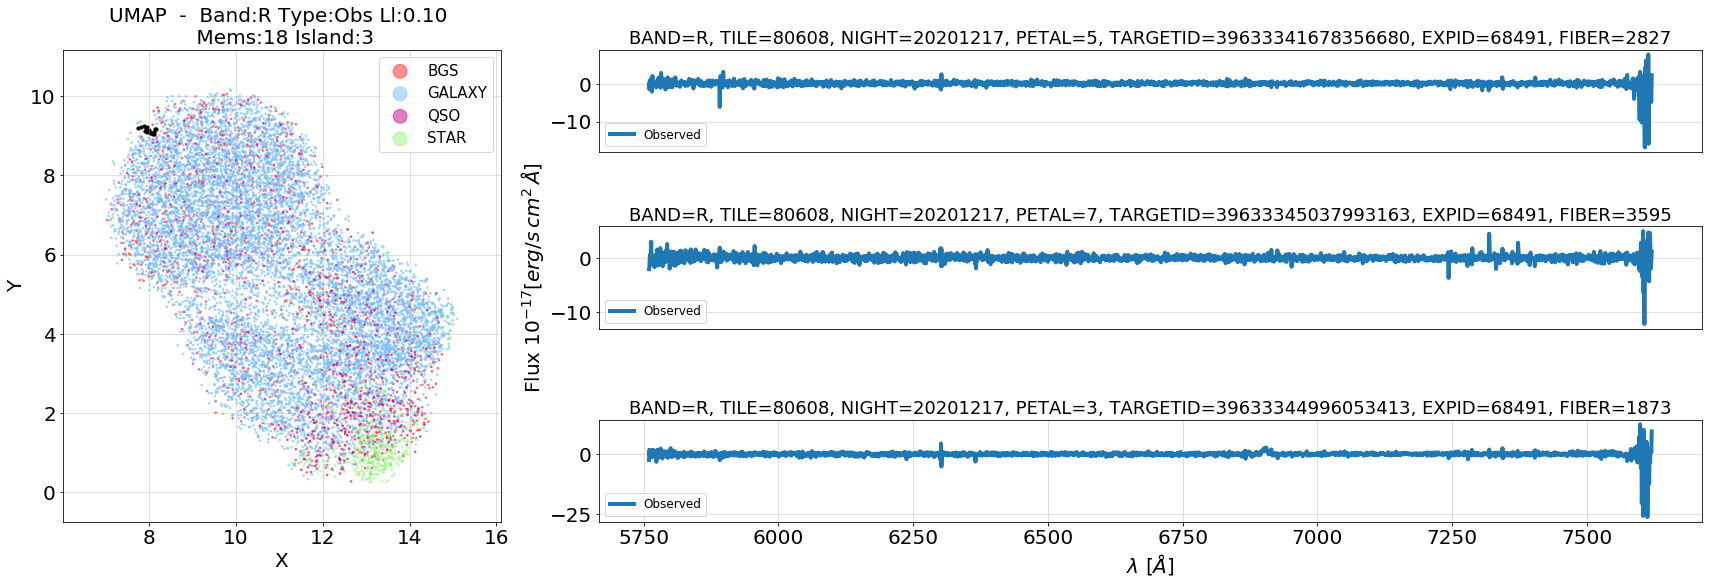 UMAP - Band:R Type:Obs Ll:0.10
Mems:18 Island:3
BGS
GALAXY
QSO
STAR
10
8
6
4
2
0
Y
8
10
12
14
16
X
Flux 10⁻¹⁷[erg/s cm² Å]
BAND=R, TILE=80608, NIGHT=20201217, PETAL=5, TARGETID=39633341678356680, EXPID=68491, FIBER=2827
0
−10
Observed
BAND=R, TILE=80608, NIGHT=20201217, PETAL=7, TARGETID=39633345037993163, EXPID=68491, FIBER=3595
0
−10
Observed
BAND=R, TILE=80608, NIGHT=20201217, PETAL=3, TARGETID=39633344996053413, EXPID=68491, FIBER=1873
0
−25
Observed
5750
6000
6250
6500
6750
7000
7250
7500
λ [Å]